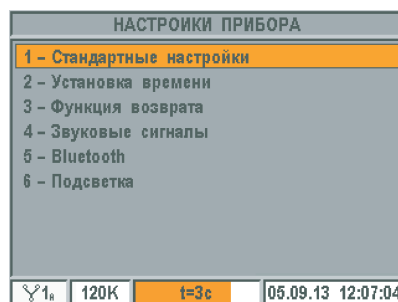 НАСТРОЙКИ ПРИБОРА
1 – Стандартные настройки
2 – Установка времени
3 – Функция возврата
4 – Звуковые сигналы
5 – Bluetooth
6 – Подсветка
1в 120K t=3c 05.09.13 12:07:04